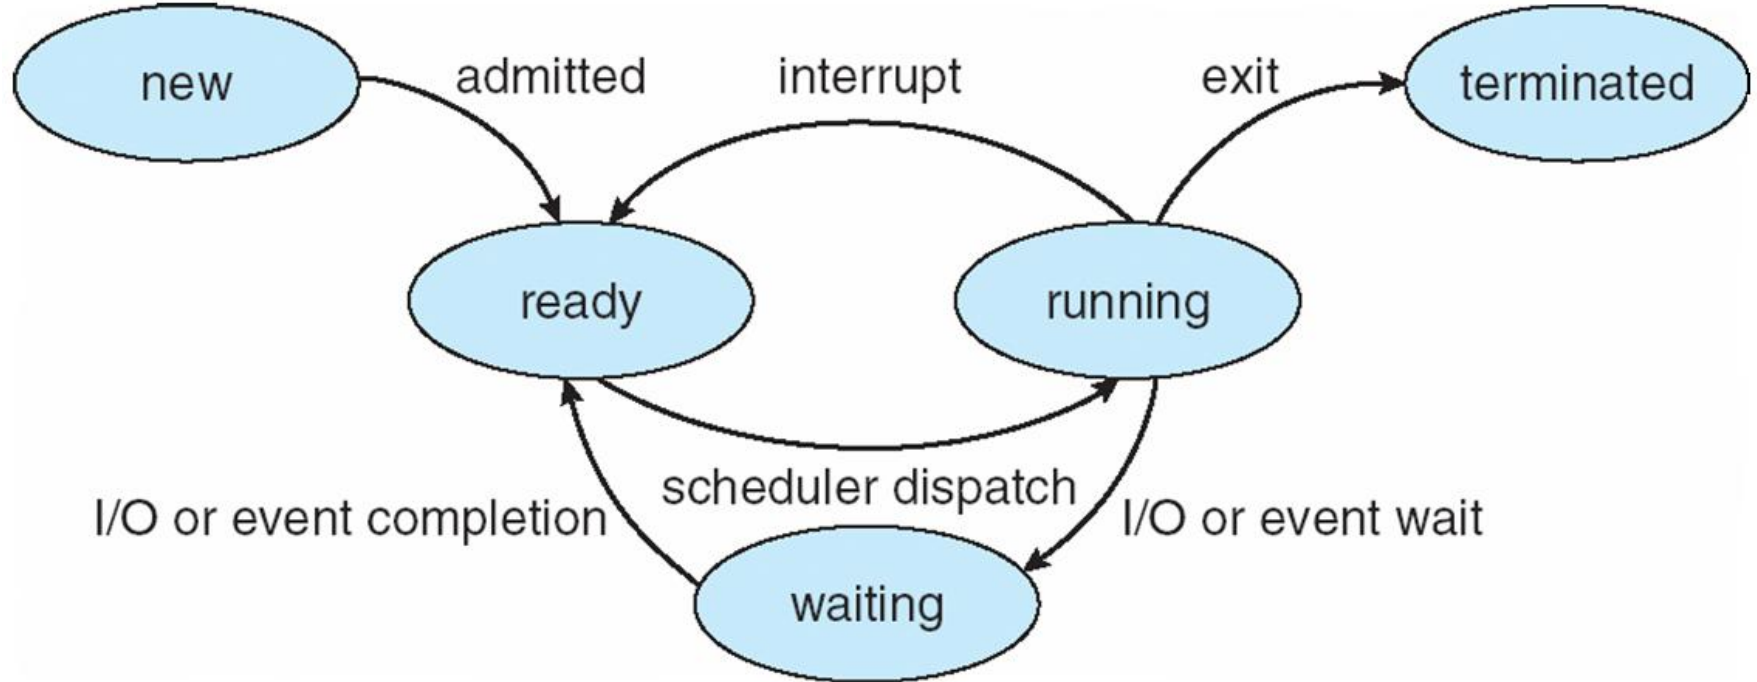 new
admitted
interrupt
exit
terminated
ready
running
scheduler dispatch
I/O or event completion
I/O or event wait
waiting